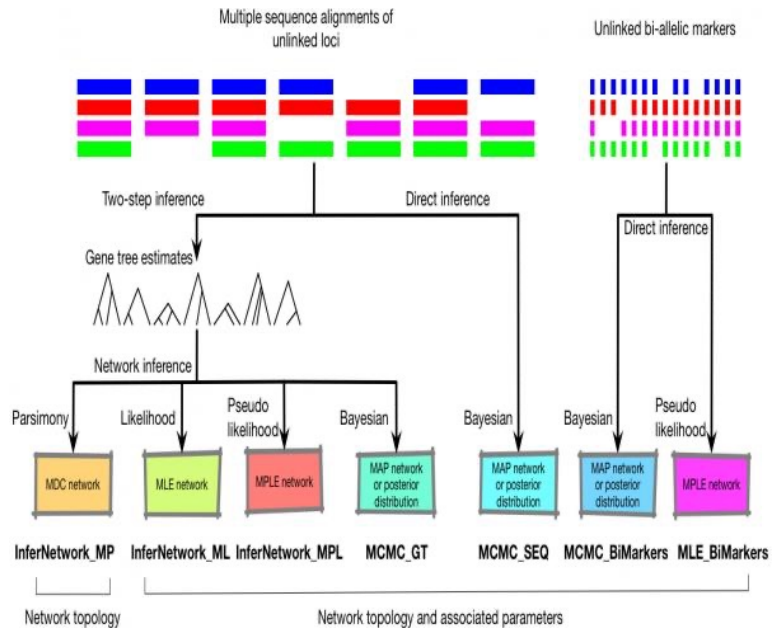 Multiple sequence alignments of
unlinked loci
Unlinked bi-allelic markers
Two-step inference
Direct inference
Direct inference
Gene tree estimates
Network inference
Parsimony
Likelihood
Pseudo
likelihood
Bayesian
Bayesian
Bayesian
Pseudo
likelihood
MDC network
MLE network
MPLE network
MAP network
or posterior
distribution
MAP network
or posterior
distribution
MAP network
or posterior
distribution
MPLE network
InferNetwork_MP
InferNetwork_ML
InferNetwork_MPL
MCMC_GT
MCMC_SEQ
MCMC_BiMarkers
MLE_BiMarkers
Network topology
Network topology and associated parameters